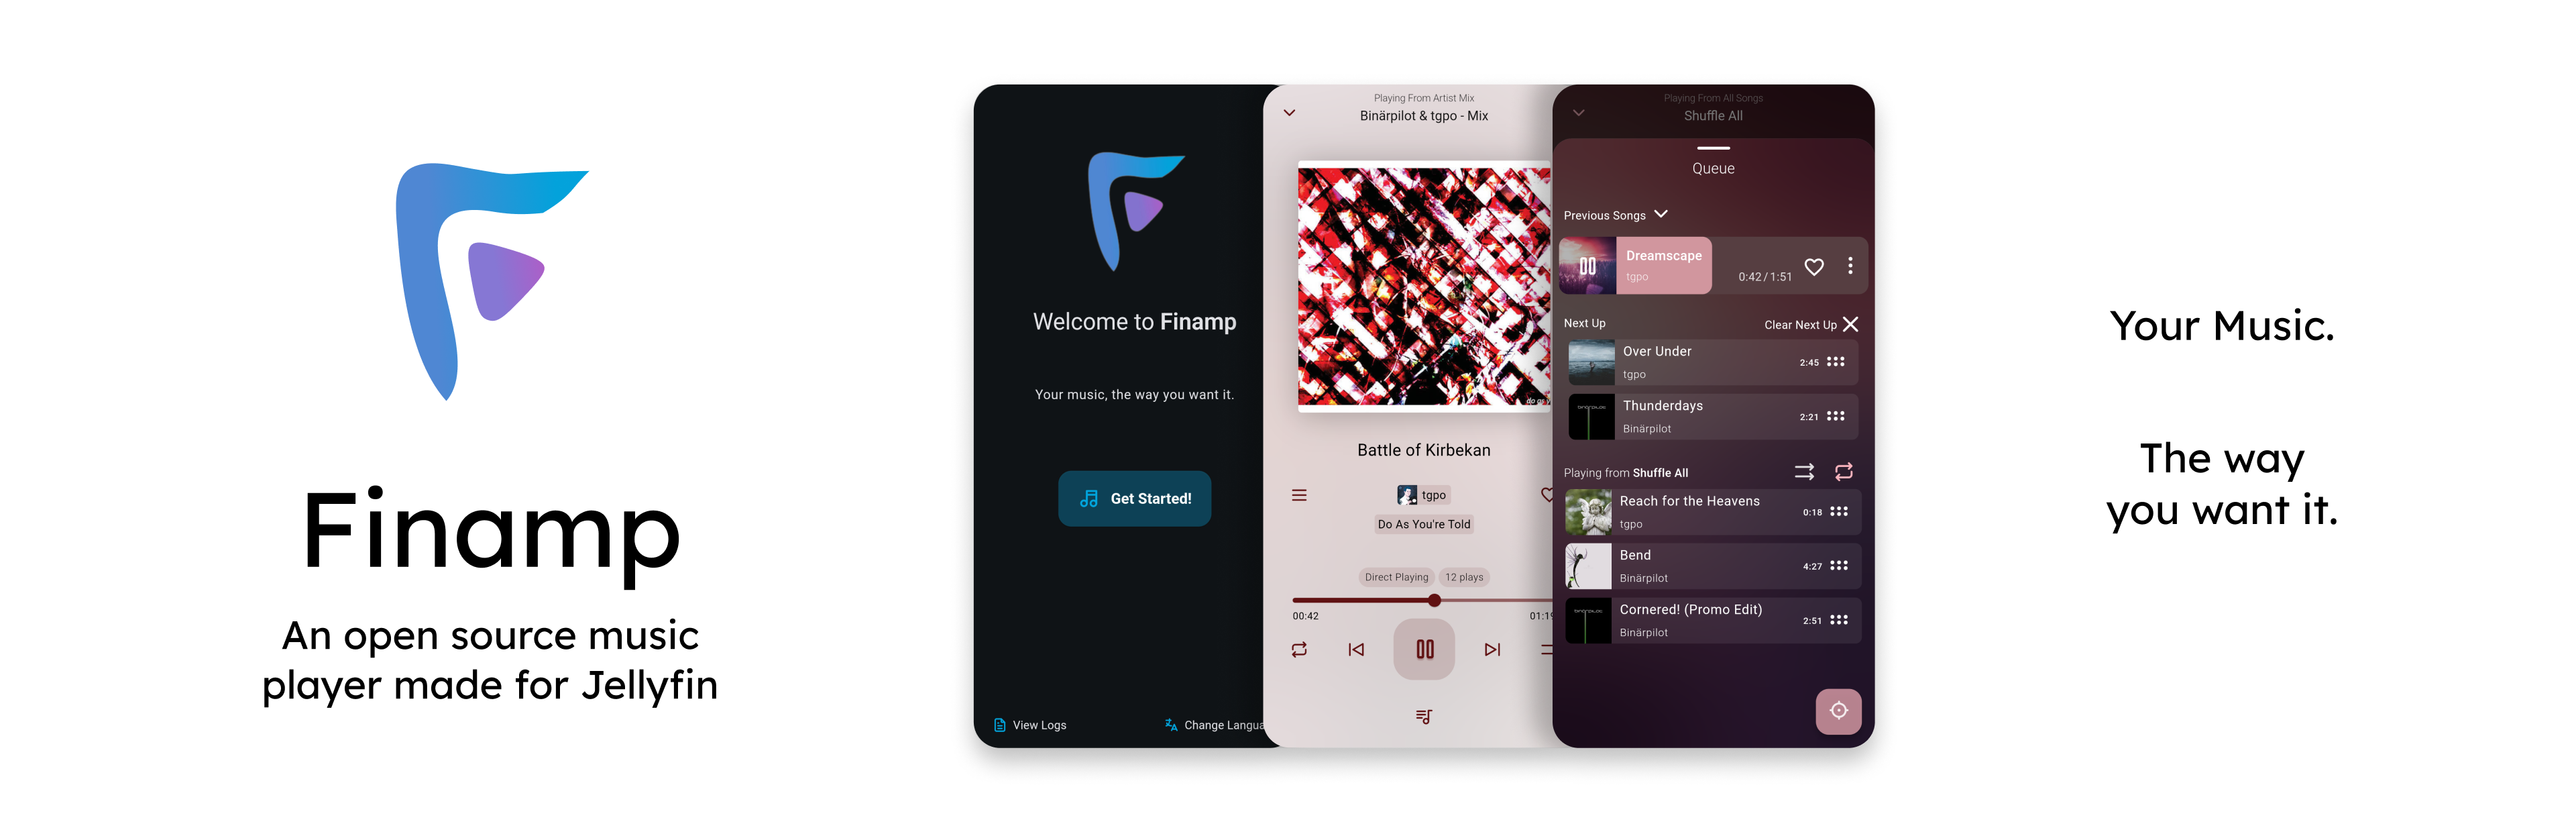 Finamp
An open source music
player made for Jellyfin
Welcome to Finamp
Your music, the way you want it.
Get Started!
View Logs
Change Langua
Playing From Artist Mix
Binärpilot & tgpo - Mix
do as y
Battle of Kirbekan
tgpo
Do As You're Told
Direct Playing
12 plays
00:42
01:19
Playing From All Songs
Shuffle All
Queue
Previous Songs
Dreamscape
tgpo
0:42 / 1:51
Next Up
Clear Next Up
Over Under
tgpo
2:45
Thunderdays
Binärpilot
2:21
Playing from Shuffle All
Reach for the Heavens
tgpo
0:18
Bend
Binärpilot
4:27
Cornered! (Promo Edit)
Binärpilot
2:51
Your Music.
The way
you want it.